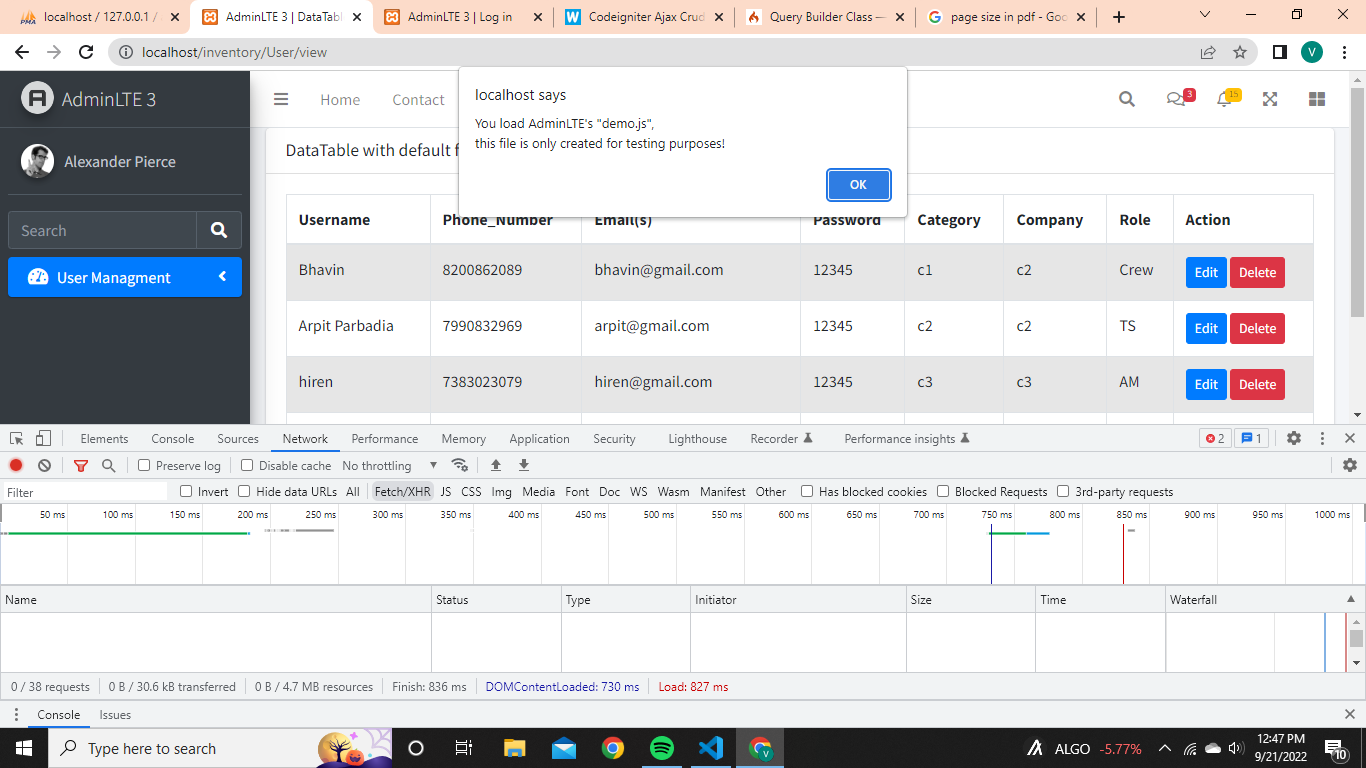 localhost / 127.0.0.1 /
AdminLTE 3 | DataTabl
AdminLTE 3 | Log in
Codeigniter Ajax Crud
Query Builder Class —
page size in pdf - Goo
localhost/inventory/User/view
V
AdminLTE 3
Home
Contact
3
15
localhost says
You load AdminLTE's "demo.js",
this file is only created for testing purposes!
OK
Alexander Pierce
Search
User Managment
DataTable with default f
Username Phone_Number Email(s) Password Category Company Role Action
Bhavin 8200862089 bhavin@gmail.com 12345 c1 c2 Crew Edit Delete
Arpit Parbadia 7990832969 arpit@gmail.com 12345 c2 c2 TS Edit Delete
hiren 7383023079 hiren@gmail.com 12345 c3 c3 AM Edit Delete
Elements Console Sources Network Performance Memory Application Security Lighthouse Recorder Performance insights 2 1
Preserve log Disable cache No throttling
Filter Invert Hide data URLs All Fetch/XHR JS CSS Img Media Font Doc WS Wasm Manifest Other Has blocked cookies Blocked Requests 3rd-party requests
50 ms 100 ms 150 ms 200 ms 250 ms 300 ms 350 ms 400 ms 450 ms 500 ms 550 ms 600 ms 650 ms 700 ms 750 ms 800 ms 850 ms 900 ms 950 ms 1000 ms
Name Status Type Initiator Size Time Waterfall
0 / 38 requests 0 B / 30.6 kB transferred 0 B / 4.7 MB resources Finish: 836 ms DOMContentLoaded: 730 ms Load: 827 ms
Console Issues
Type here to search
ALGO -5.77%
12:47 PM
9/21/2022
10